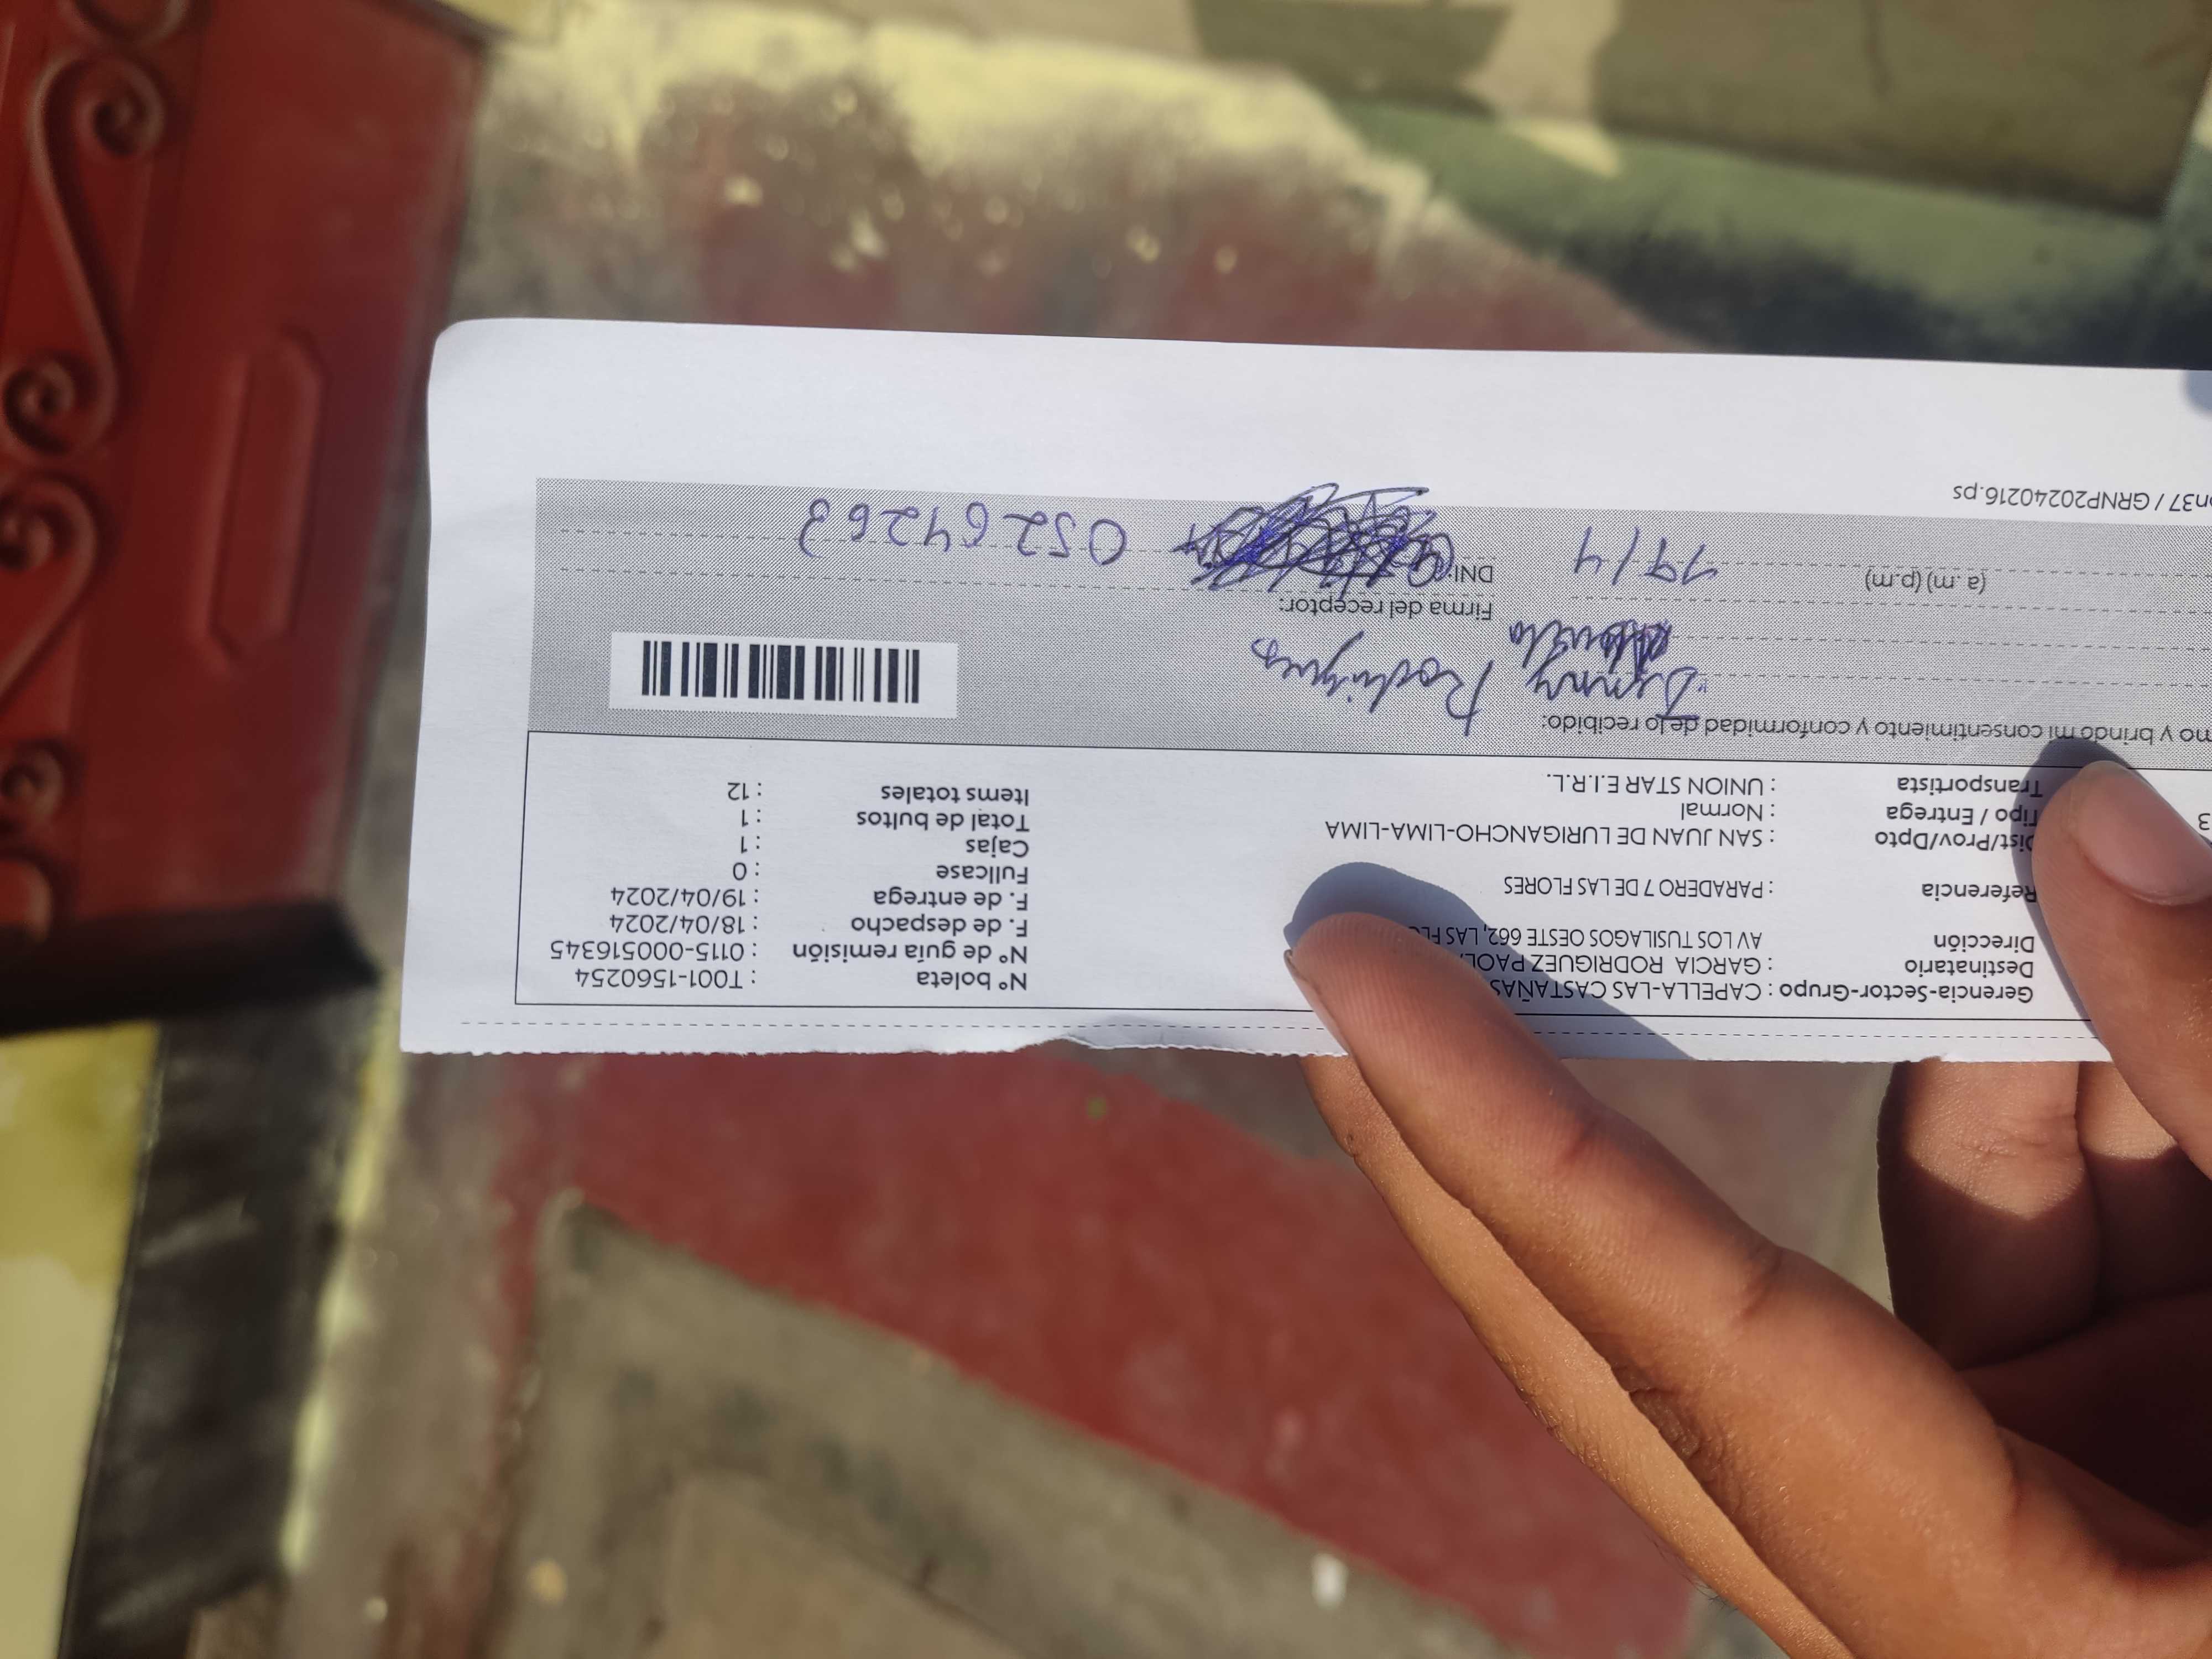 Gerencia-Sector-Grupo : CAPELLA-LAS CASTAÑAS
Destinatario : GARCIA RODRIGUEZ PAOL
Dirección AV LOS TUSILAGOS OESTE 662, LAS
Referencia : PARADERO 7 DE LAS FLORES
Dist/Prov/Dpto : SAN JUAN DE LURIGANCHO-LIMA-LIMA
Tipo / Entrega : Normal
Transportista : UNION STAR E.I.R.L.
N° boleta : T001-1560254
N° de guía remisión : 0115-000516345
F. de despacho : 18/04/2024
F. de entrega : 19/04/2024
Fullcase : 0
Cajas : 1
Total de bultos : 1
Items totales : 12
mo y brindo mi consentimiento y conformidad de lo recibido:
Jenny Rodriguez
abuela
Firma del receptor:
(a.m) (p.m) 19/4
DNI: 05264263
n37 / GRNP20240216.ps